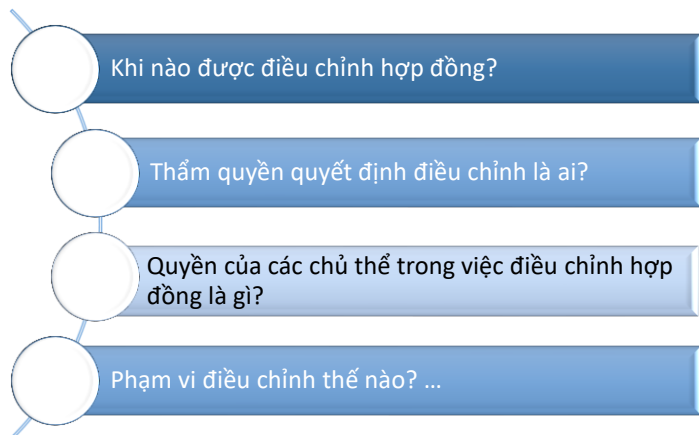 Khi nào được điều chỉnh hợp đồng?
Thẩm quyền quyết định điều chỉnh là ai?
Quyền của các chủ thể trong việc điều chỉnh hợp
đồng là gì?
Phạm vi điều chỉnh thế nào? ...